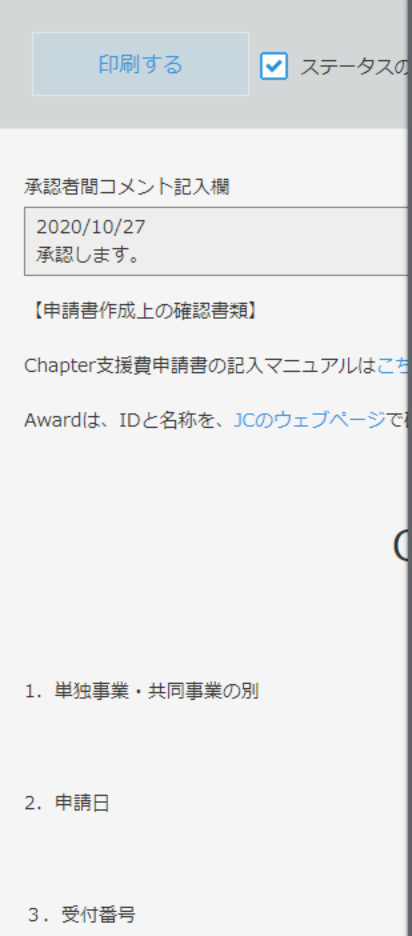 印刷する
ステータスの
承認者間コメント記入欄
2020/10/27
承認します。
【申請書作成上の確認書類】
Chapter支援費申請書の記入マニュアルはこち
Awardは、IDと名称を、JCのウェブページで
1．単独事業・共同事業の別
2．申請日
３．受付番号